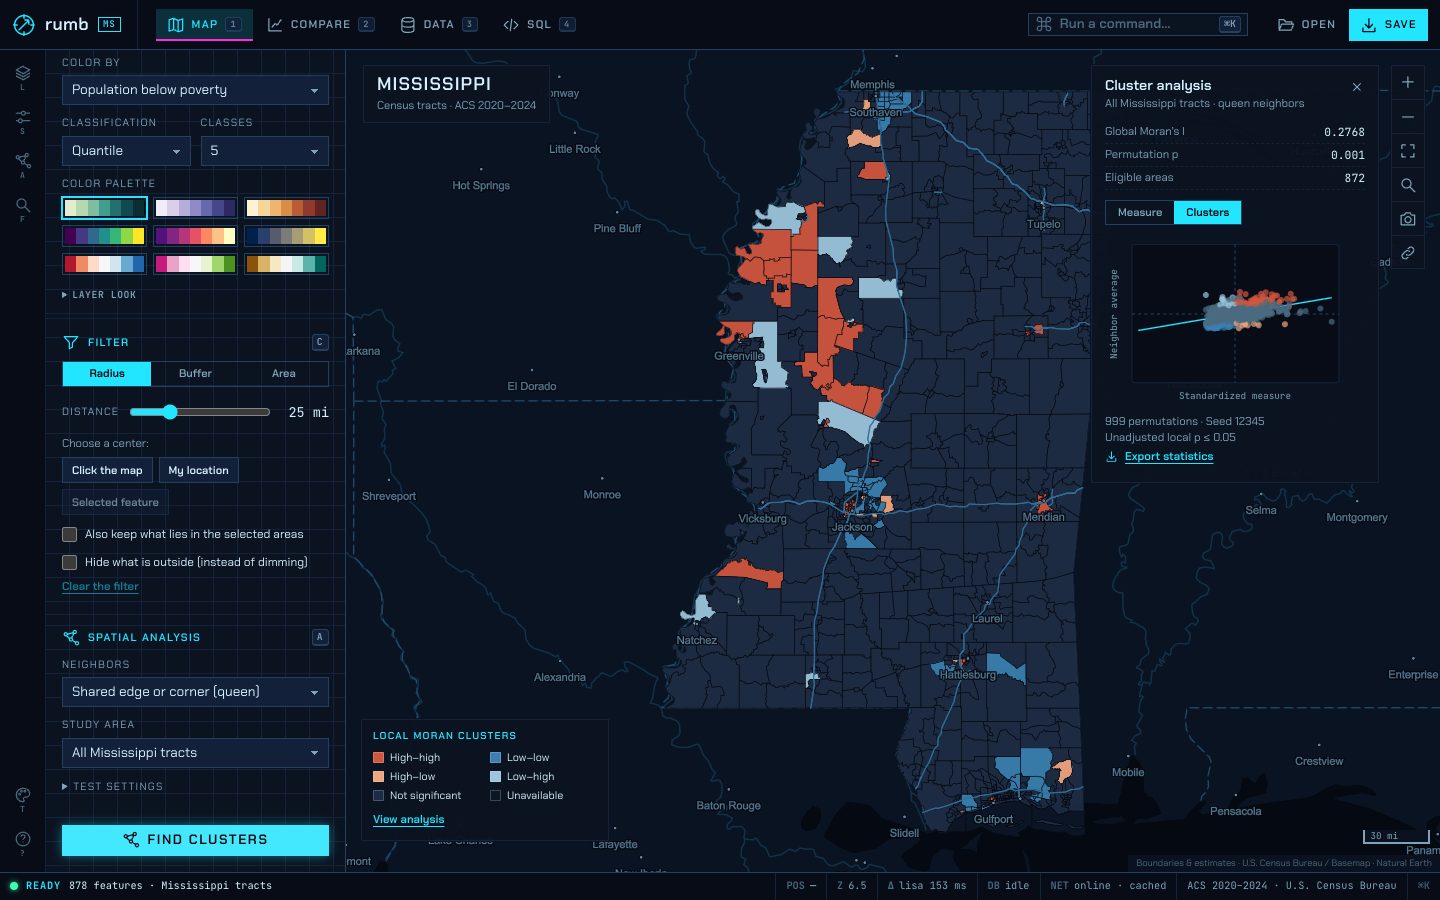 rumb MS
MAP 1
COMPARE 2
DATA 3
SQL 4
Run a command... ⌘K
OPEN
SAVE
L
S
A
F
T
?
COLOR BY
Population below poverty
CLASSIFICATION
CLASSES
Quantile
5
COLOR PALETTE
LAYER LOOK
FILTER C
Radius
Buffer
Area
DISTANCE 25 mi
Choose a center:
Click the map
My location
Selected feature
Also keep what lies in the selected areas
Hide what is outside (instead of dimming)
Clear the filter
SPATIAL ANALYSIS A
NEIGHBORS
Shared edge or corner (queen)
STUDY AREA
All Mississippi tracts
TEST SETTINGS
FIND CLUSTERS
MISSISSIPPI
Census tracts · ACS 2020–2024
onway
Memphis
Southaven
Little Rock
Hot Springs
Pine Bluff
Tupelo
arkana
Greenville
El Dorado
Shreveport
Monroe
Vicksburg
Jackson
Meridian
Selma
Montgomery
Natchez
Laurel
Alexandria
Hattiesburg
Enterprise
Mobile
Crestview
Baton Rouge
Pensacola
Gulfport
Slidell
Lake Charles
Lafayette
mont
New Iberia
Panam
ad
LOCAL MORAN CLUSTERS
High–high
Low–low
High–low
Low–high
Not significant
Unavailable
View analysis
Cluster analysis
All Mississippi tracts · queen neighbors
Global Moran's I 0.2768
Permutation p 0.001
Eligible areas 872
Measure
Clusters
Neighbor average
Standardized measure
999 permutations · Seed 12345
Unadjusted local p ≤ 0.05
Export statistics
30 mi
Boundaries & estimates · U.S. Census Bureau / Basemap · Natural Earth
READY 878 features · Mississippi tracts
POS —
Z 6.5
Δ lisa 153 ms
DB idle
NET online · cached
ACS 2020–2024 · U.S. Census Bureau
⌘K